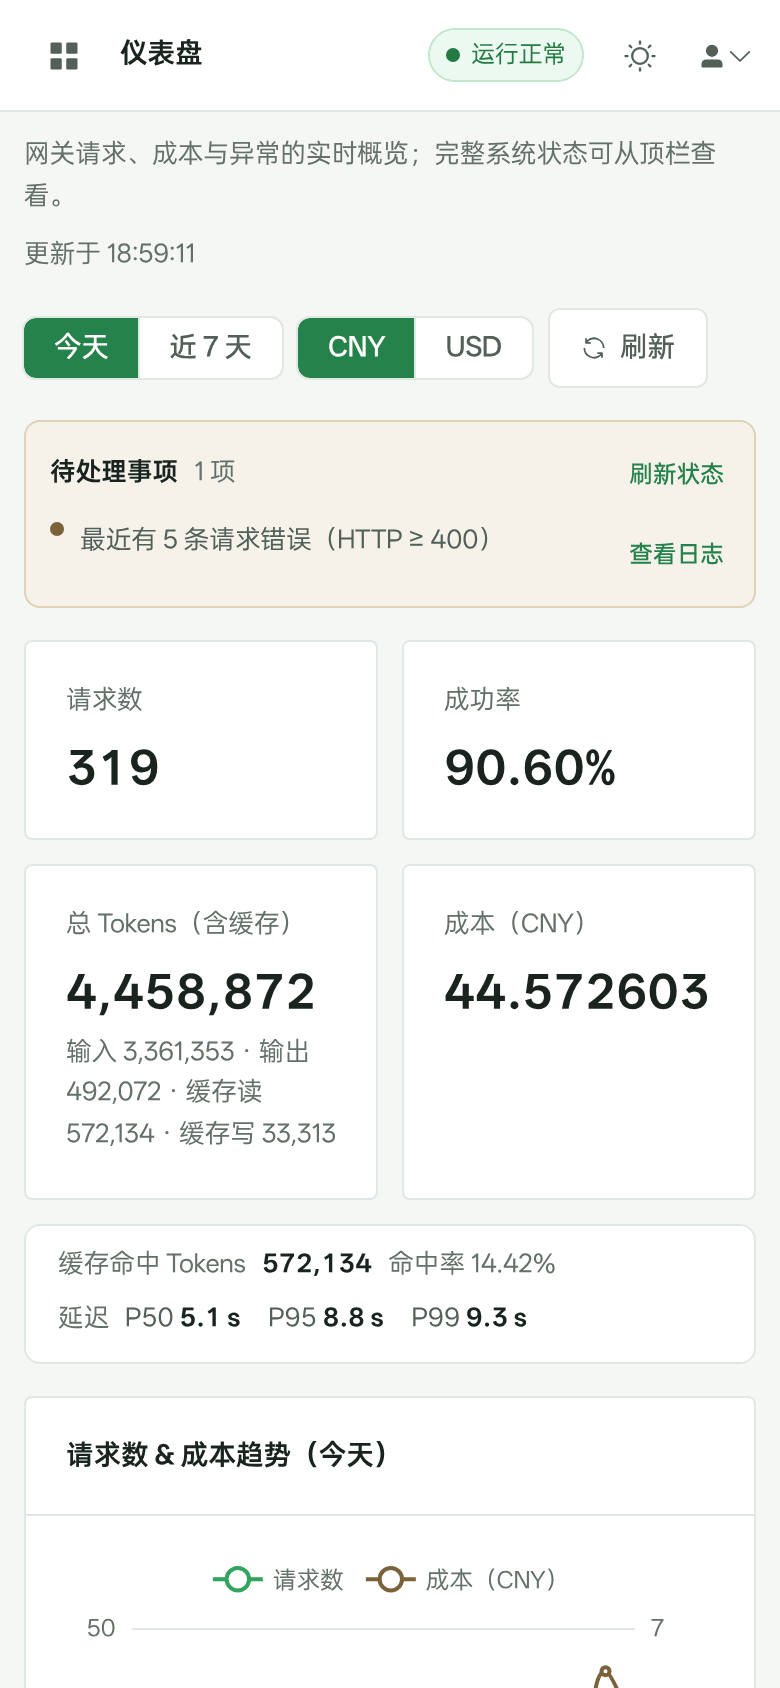 仪表盘
运行正常
网关请求、成本与异常的实时概览；完整系统状态可从顶栏查
看。
更新于 18:59:11
今天 近 7 天 CNY USD 刷新
待处理事项 1 项 刷新状态
最近有 5 条请求错误（HTTP ≥ 400） 查看日志
请求数
319
成功率
90.60%
总 Tokens（含缓存）
4,458,872
输入 3,361,353 · 输出
492,072 · 缓存读
572,134 · 缓存写 33,313
成本（CNY）
44.572603
缓存命中 Tokens 572,134 命中率 14.42%
延迟 P50 5.1 s P95 8.8 s P99 9.3 s
请求数 & 成本趋势（今天）
请求数 成本（CNY）
50 7